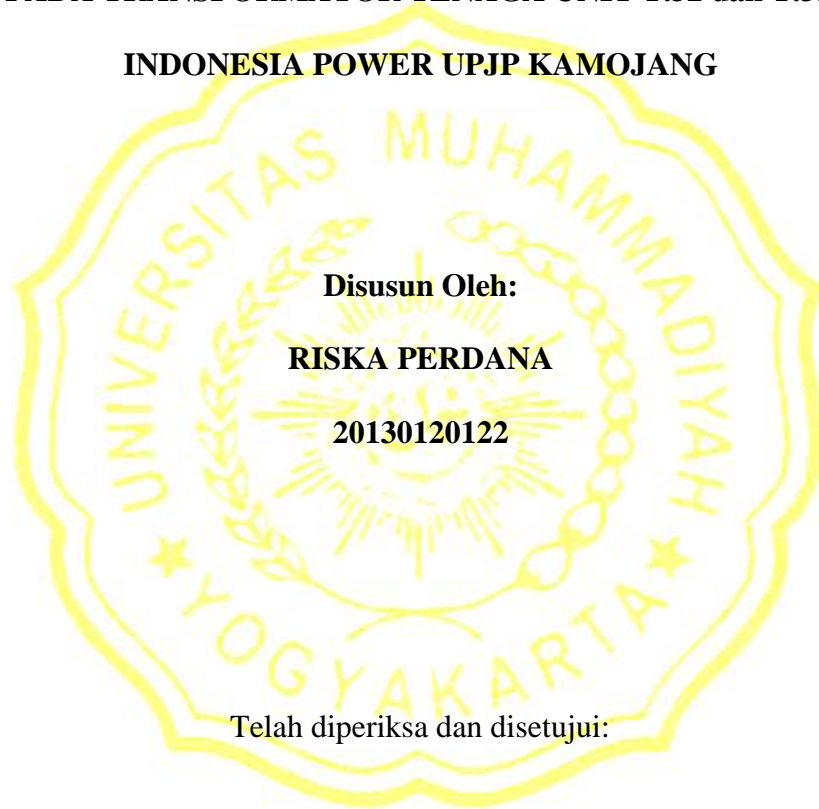 INDONESIA POWER UPJP KAMOJANG
UNIVERSITAS MUHAMMADIYAH
YOGYAKARTA
Disusun Oleh:
RISKA PERDANA
20130120122
Telah diperiksa dan disetujui: